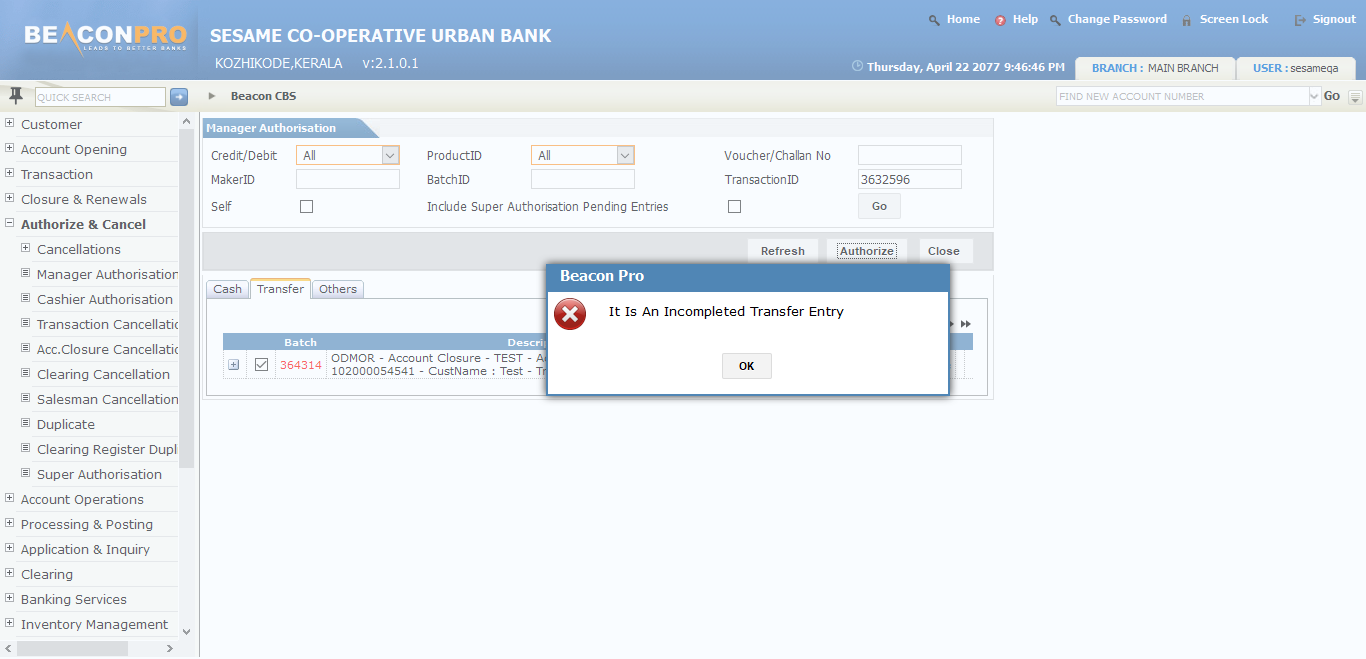 BEACONPRO
LEADS TO BETTER BANKS
SESAME CO-OPERATIVE URBAN BANK
KOZHIKODE,KERALA v:2.1.0.1
Home Help Change Password Screen Lock Signout
Thursday, April 22 2077 9:46:46 PM BRANCH : MAIN BRANCH USER : sesameqa
QUICK SEARCH Beacon CBS FIND NEW ACCOUNT NUMBER Go
Customer
Account Opening
Transaction
Closure & Renewals
Authorize & Cancel
Cancellations
Manager Authorisation
Cashier Authorisation
Transaction Cancellatic
Acc.Closure Cancellatic
Clearing Cancellation
Salesman Cancellation
Duplicate
Clearing Register Dupl
Super Authorisation
Account Operations
Processing & Posting
Application & Inquiry
Clearing
Banking Services
Inventory Management
Manager Authorisation
Credit/Debit All ProductID All Voucher/Challan No
MakerID BatchID TransactionID 3632596
Self Include Super Authorisation Pending Entries Go
Refresh Authorize Close
Cash Transfer Others
Batch Descri
364314 ODMOR - Account Closure - TEST - A
102000054541 - CustName : Test - Tr
Beacon Pro
It Is An Incompleted Transfer Entry
OK